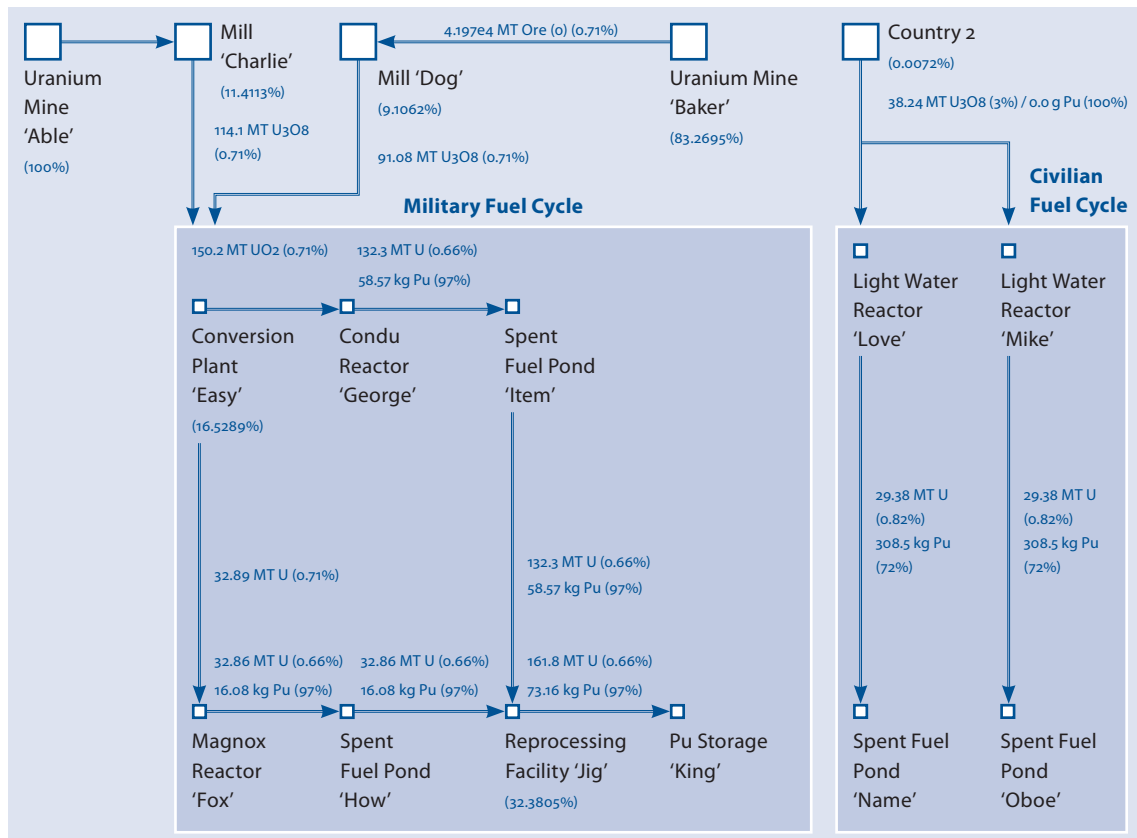 Uranium
Mine
‘Able’
(100%)
Mill
‘Charlie’
(11.4113%)
114.1 MT U3O8
(0.71%)
4.197e4 MT Ore (0) (0.71%)
Mill ‘Dog’
(9.1062%)
91.08 MT U3O8 (0.71%)
Uranium Mine
‘Baker’
(83.2695%)
Country 2
(0.0072%)
38.24 MT U3O8 (3%) / 0.0 g Pu (100%)
Military Fuel Cycle
150.2 MT UO2 (0.71%)
132.3 MT U (0.66%)
58.57 kg Pu (97%)
Conversion
Plant
‘Easy’
(16.5289%)
Condu
Reactor
‘George’
Spent
Fuel Pond
‘Item’
32.89 MT U (0.71%)
132.3 MT U (0.66%)
58.57 kg Pu (97%)
32.86 MT U (0.66%)
16.08 kg Pu (97%)
32.86 MT U (0.66%)
16.08 kg Pu (97%)
161.8 MT U (0.66%)
73.16 kg Pu (97%)
Magnox
Reactor
‘Fox’
Spent
Fuel Pond
‘How’
Reprocessing
Facility ‘Jig’
(32.3805%)
Pu Storage
‘King’
Civilian
Fuel Cycle
Light Water
Reactor
‘Love’
Light Water
Reactor
‘Mike’
29.38 MT U
(0.82%)
308.5 kg Pu
(72%)
29.38 MT U
(0.82%)
308.5 kg Pu
(72%)
Spent Fuel
Pond
‘Name’
Spent Fuel
Pond
‘Oboe’